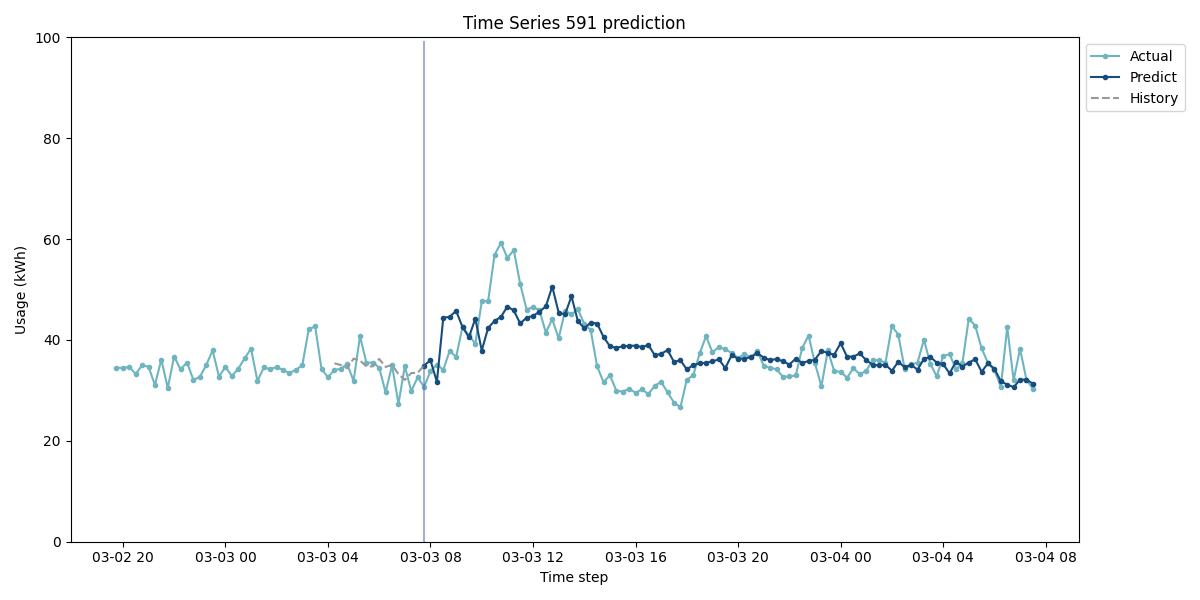 Time Series 591 prediction
100
80
60
40
20
0
Usage (kWh)
03-02 20
03-03 00
03-03 04
03-03 08
03-03 12
03-03 16
03-03 20
03-04 00
03-04 04
03-04 08
Time step
Actual
Predict
History